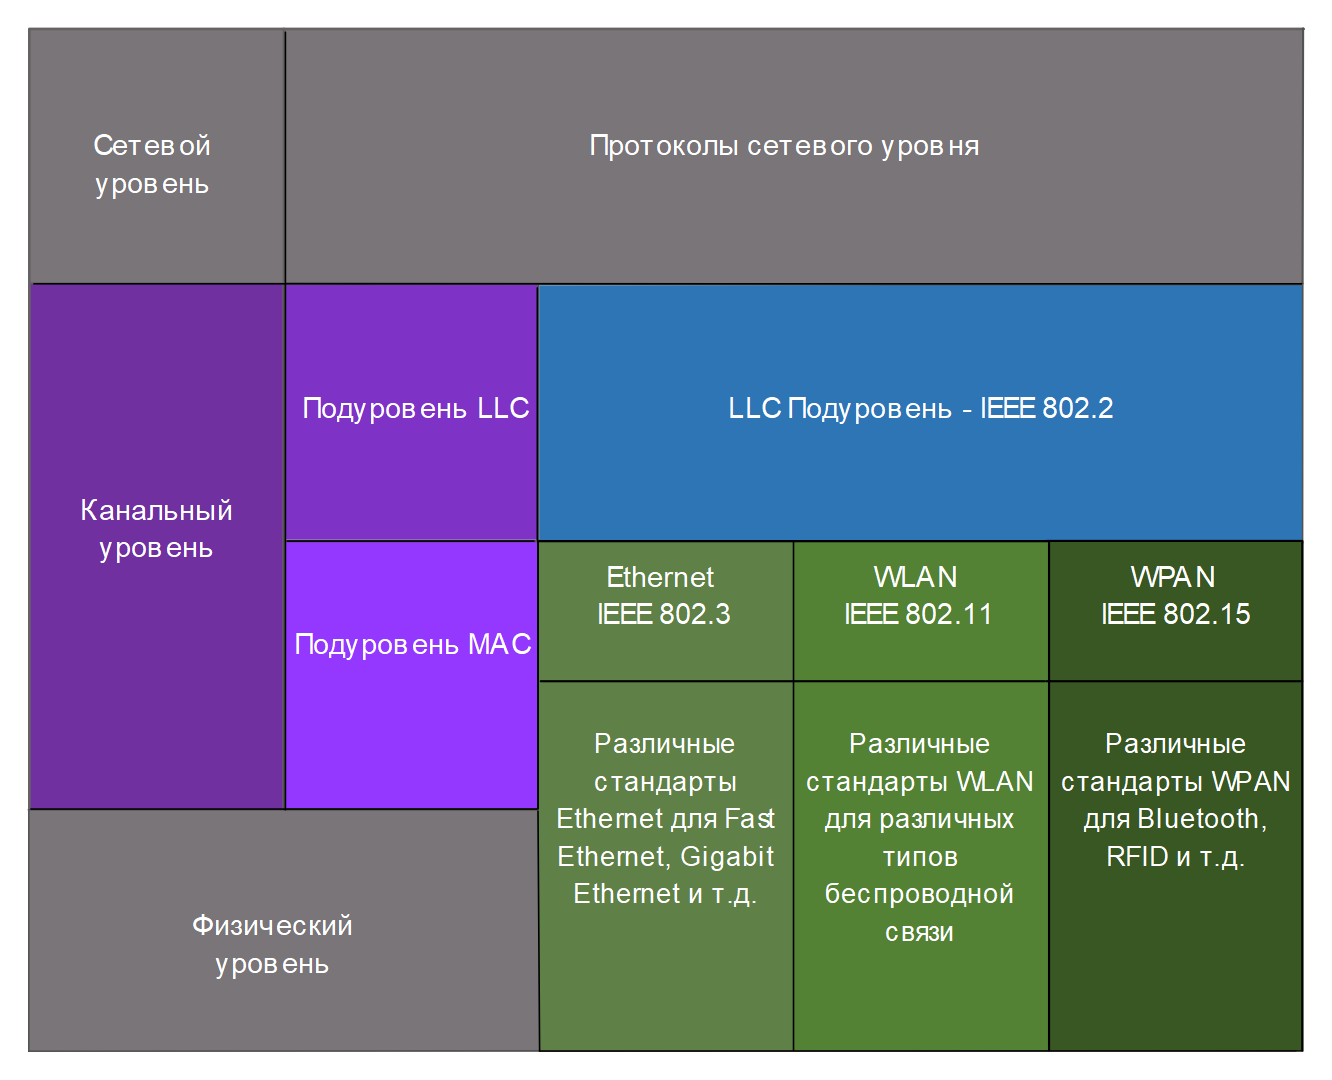 Сетевой
уровень
Протоколы сетевого уровня
Канальный
уровень
Подуровень LLC
LLC Подуровень - IEEE 802.2
Подуровень MAC
Ethernet
IEEE 802.3
WLAN
IEEE 802.11
WPAN
IEEE 802.15
Различные
стандарты
Ethernet для Fast
Ethernet, Gigabit
Ethernet и т.д.
Различные
стандарты WLAN
для различных
типов
беспроводной
связи
Различные
стандарты WPAN
для Bluetooth,
RFID и т.д.
Физический
уровень